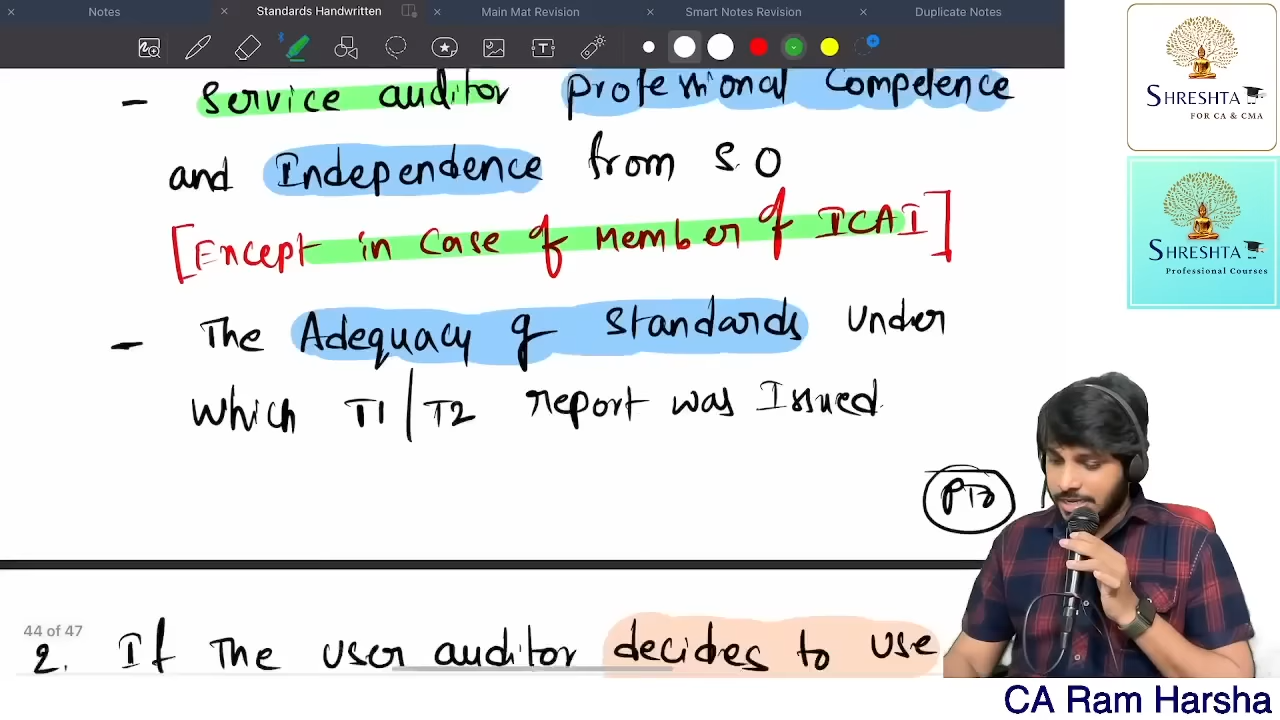 Notes
Standards Handwritten
Main Mat Revision
Smart Notes Revision
Duplicate Notes
- Service auditor professional Competence
and Independence from S.O
[Except in Case of Member of ICAI]
- The Adequacy of Standards under
which T1/T2 report was Issued.
PTO
44 of 47
2. If the user auditor decides to use
SHRESHTA
FOR CA & CMA
SHRESHTA
Professional Courses
CA Ram Harsha